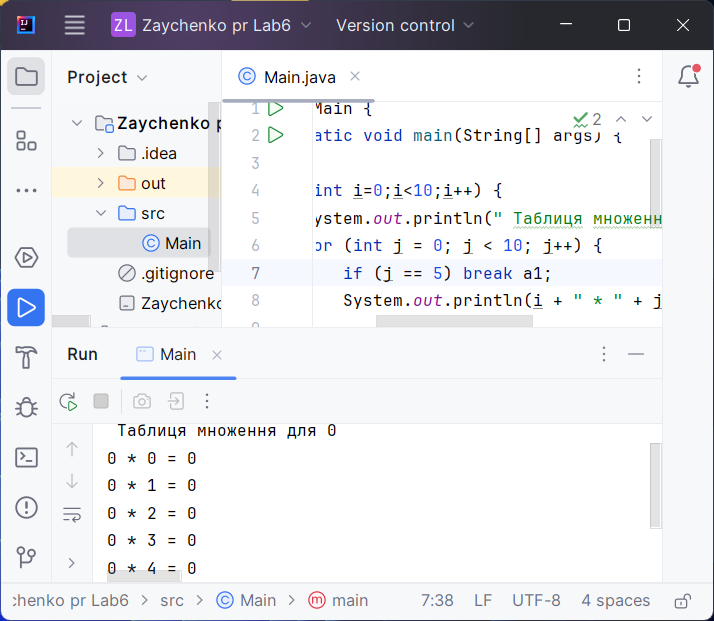 ZL Zaychenko pr Lab6 Version control
Project
Main.java
Zaychenko p
.idea
out
src
Main
.gitignore
Zaychenko
2
1 Main {
2 atic void main(String[] args) {
3
4 int i=0;i<10;i++) {
5 ystem.out.println(" Таблиця множенн
6 or (int j = 0; j < 10; j++) {
7 if (j == 5) break a1;
8 System.out.println(i + " * " + j
9
Run Main
Таблиця множення для 0
0 * 0 = 0
0 * 1 = 0
0 * 2 = 0
0 * 3 = 0
0 * 4 = 0
chenko pr Lab6 > src > Main > main 7:38 LF UTF-8 4 spaces